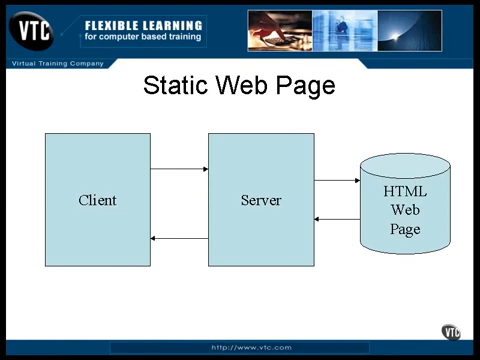 VTC
FLEXIBLE LEARNING
for computer based training
Virtual Training Company
Static Web Page
Client
Server
HTML
Web
Page
VTC
http://www.vtc.com